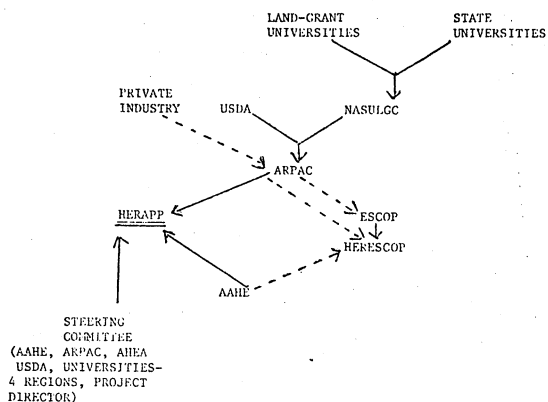 LAND-GRANT
UNIVERSITIES
STATE
UNIVERSITIES
PRIVATE
INDUSTRY
USDA
NASULGC
ARPAC
HERAPP
ESCOP
HERESCOP
AAHE
STEERING
COMMITTEE
(AAHE, ARPAC, AHEA
USDA, UNIVERSITIES-
4 REGIONS, PROJECT
DIRECTOR)